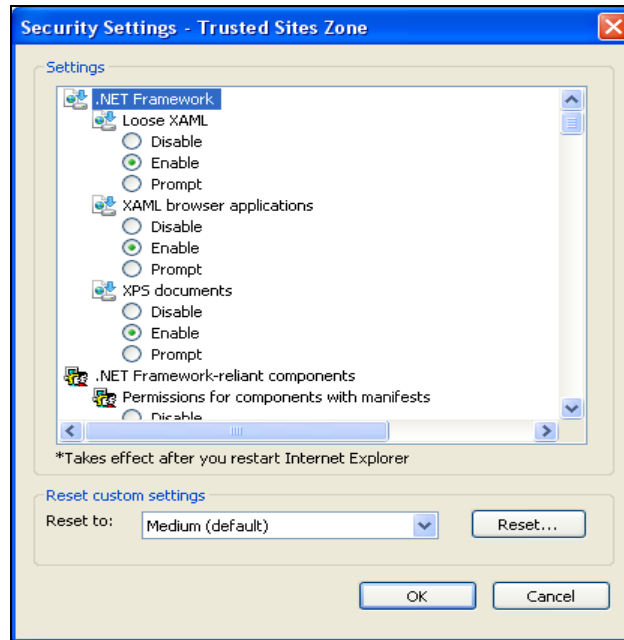 Security Settings - Trusted Sites Zone
Settings
.NET Framework
Loose XAML
Disable
Enable
Prompt
XAML browser applications
Disable
Enable
Prompt
XPS documents
Disable
Enable
Prompt
.NET Framework-reliant components
Permissions for components with manifests
Disable
*Takes effect after you restart Internet Explorer
Reset custom settings
Reset to: Medium (default) Reset...
OK Cancel